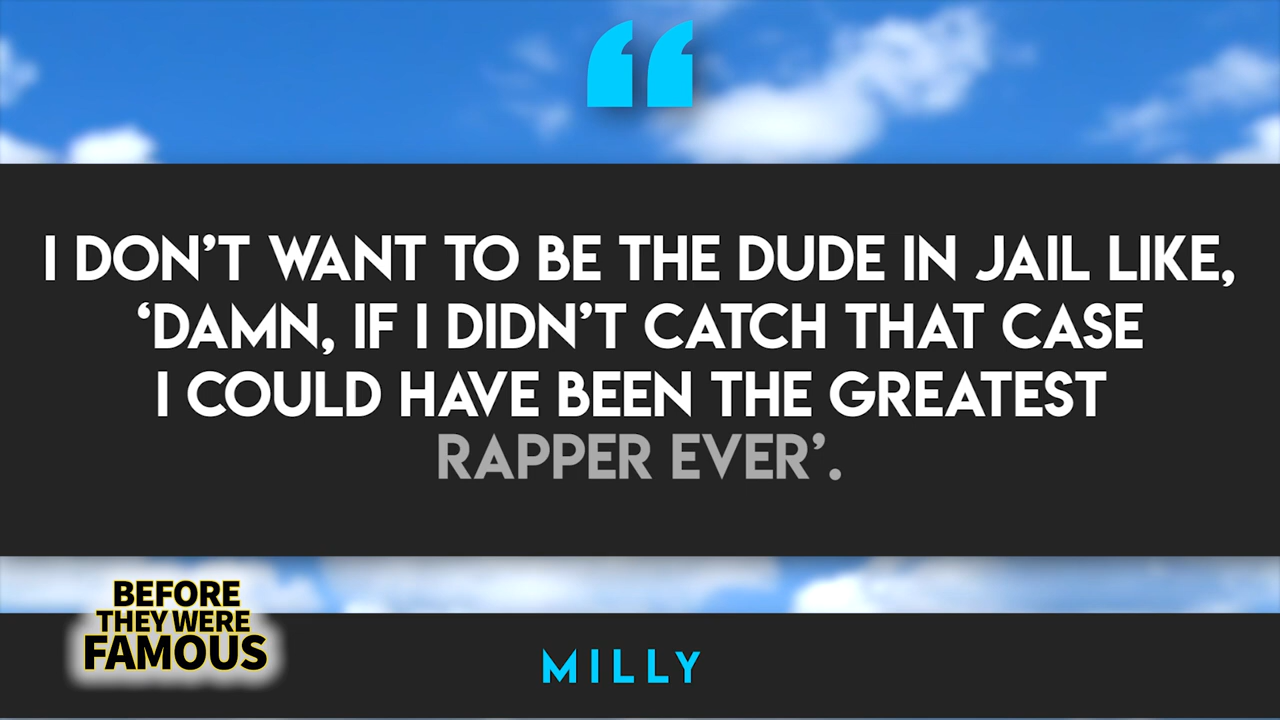 “
I DON’T WANT TO BE THE DUDE IN JAIL LIKE,
‘DAMN, IF I DIDN’T CATCH THAT CASE
I COULD HAVE BEEN THE GREATEST
RAPPER EVER’.
BEFORE
THEY WERE
FAMOUS
MILLY